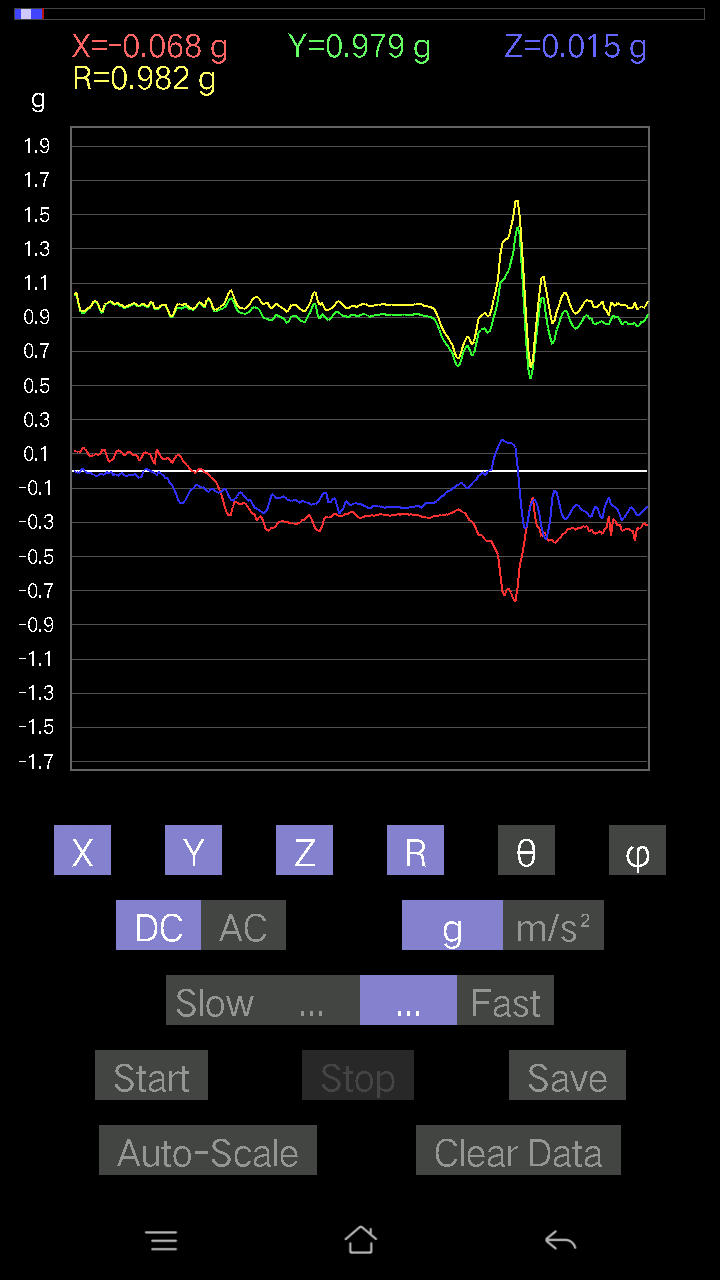 X=-0.068 g Y=0.979 g Z=0.015 g
R=0.982 g
g
1.9
1.7
1.5
1.3
1.1
0.9
0.7
0.5
0.3
0.1
-0.1
-0.3
-0.5
-0.7
-0.9
-1.1
-1.3
-1.5
-1.7
X Y Z R θ φ
DC AC g m/s²
Slow ... ... Fast
Start Stop Save
Auto-Scale Clear Data